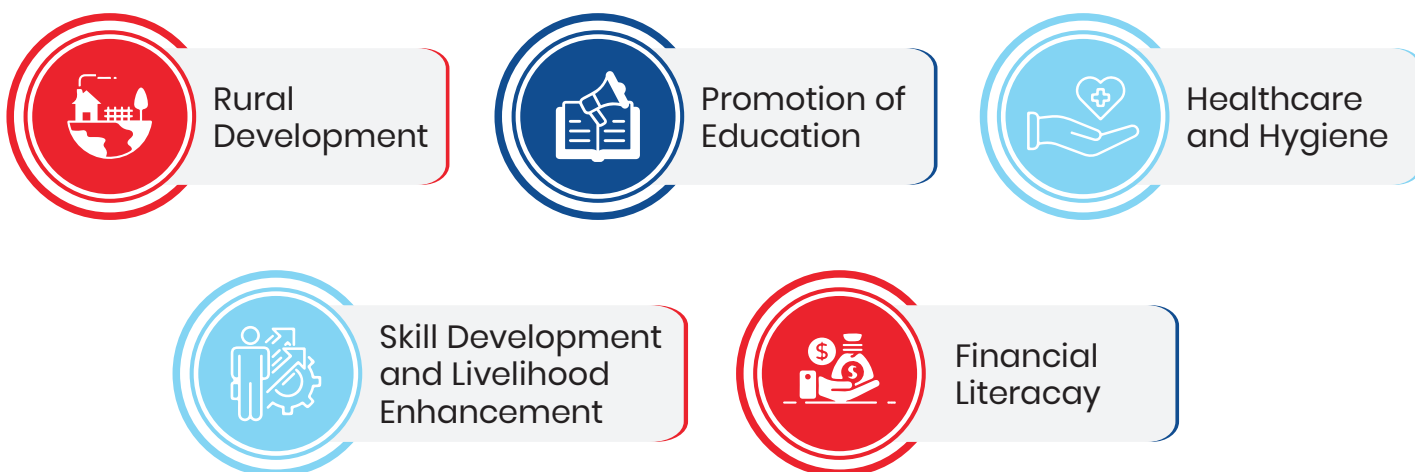 Rural
Development
Promotion of
Education
Healthcare
and Hygiene
Skill Development
and Livelihood
Enhancement
Financial
Literacay